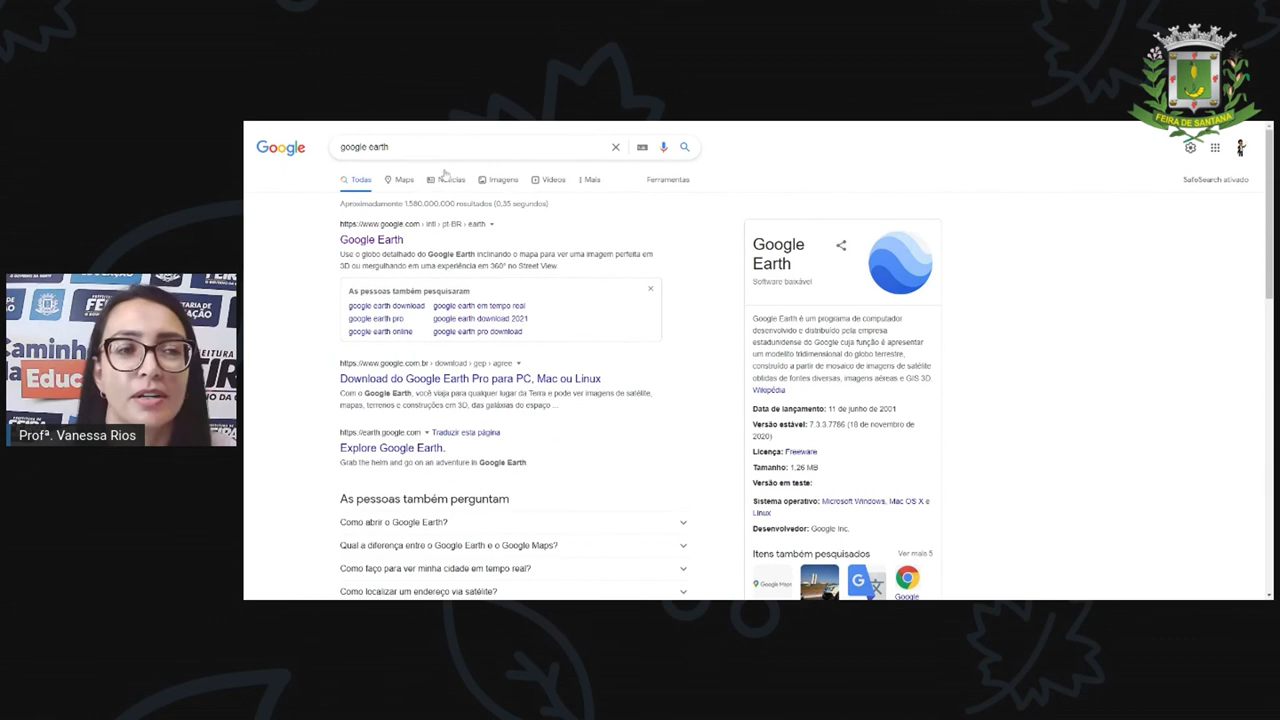 FEIRA DE SANTANA
Google
google earth
Todas
Maps
Notícias
Imagens
Vídeos
Mais
Ferramentas
SafeSearch ativado
Aproximadamente 1.580.000.000 resultados (0,35 segundos)
https://www.google.com › intl › pt-BR › earth
Google Earth
Use o globo detalhado do Google Earth inclinando o mapa para ver uma imagem perfeita em
3D ou mergulhando em uma experiência em 360° no Street View.
As pessoas também pesquisaram
google earth download google earth em tempo real
google earth pro google earth download 2021
google earth online google earth pro download
https://www.google.com.br › download › gep › agree
Download do Google Earth Pro para PC, Mac ou Linux
Com o Google Earth, você viaja para qualquer lugar da Terra e pode ver imagens de satélite,
mapas, terrenos e construções em 3D, das galáxias do espaço ...
https://earth.google.com Traduzir esta página
Explore Google Earth.
Grab the helm and go on an adventure in Google Earth
As pessoas também perguntam
Como abrir o Google Earth?
Qual a diferença entre o Google Earth e o Google Maps?
Como faço para ver minha cidade em tempo real?
Como localizar um endereço via satélite?
Google
Earth
Software baixável
Google Earth é um programa de computador
desenvolvido e distribuído pela empresa
estadunidense do Google cuja função é apresentar
um modelo tridimensional do globo terrestre,
construído a partir de mosaico de imagens de satélite
obtidas de fontes diversas, imagens aéreas e GIS 3D.
Wikipédia
Data de lançamento: 11 de junho de 2001
Versão estável: 7.3.3.7786 (18 de novembro de
2020)
Licença: Freeware
Tamanho: 1,26 MB
Versão em teste:
Sistema operativo: Microsoft Windows, Mac OS X e
Linux
Desenvolvedor: Google Inc.
Itens também pesquisados Ver mais 5
Google Maps
Google
Caminh
Educ
Profª. Vanessa Rios